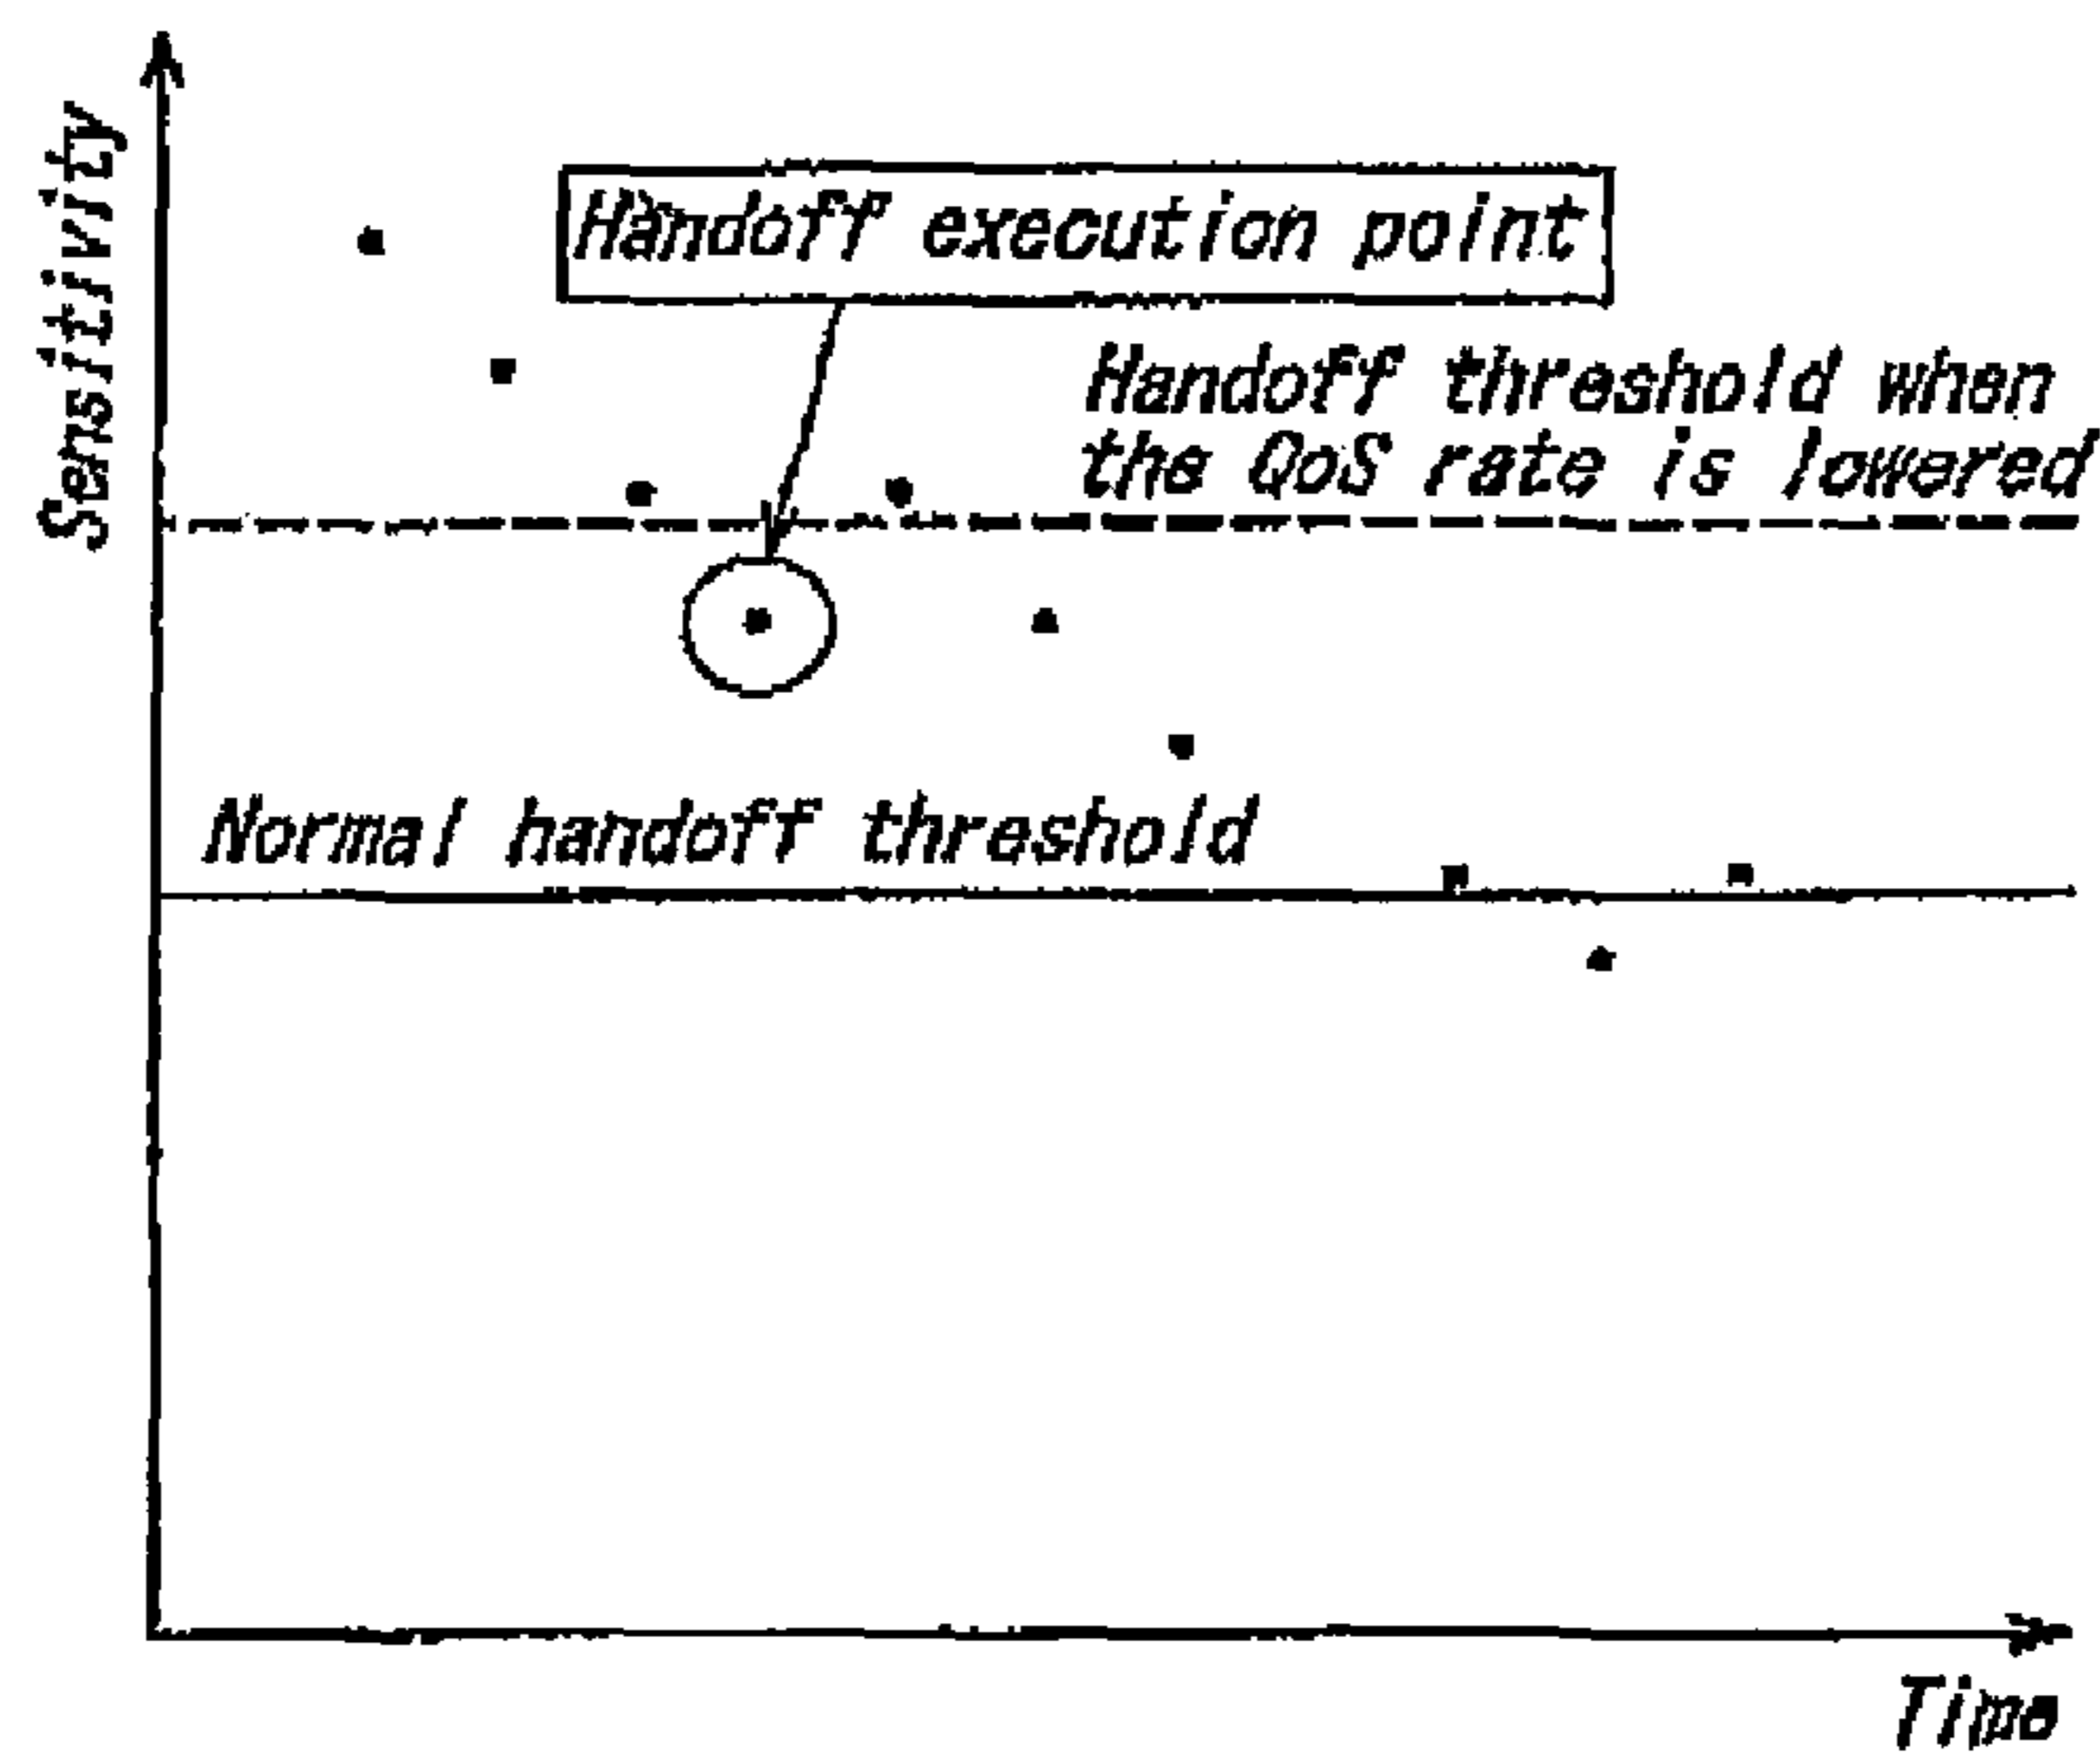 Sensitivity
Handoff execution point
Handoff threshold when
the QoS rate is lowered
Normal handoff threshold
Time